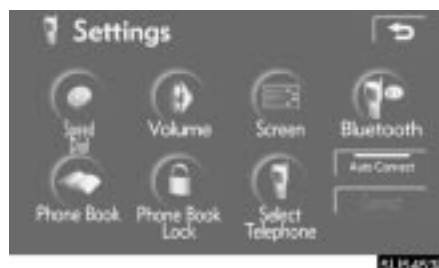 Settings
Speed
Dial
Volume
Screen
Bluetooth
Auto Connect
Phone Book
Phone Book
Lock
Select
Telephone